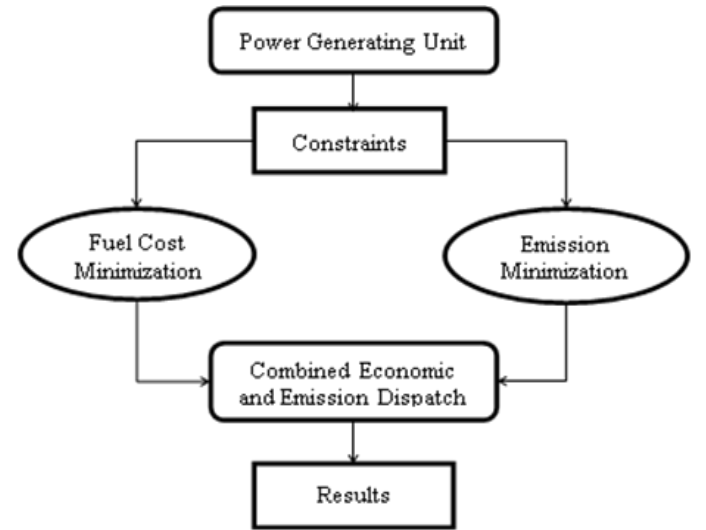 Power Generating Unit
Constraints
Fuel Cost
Minimization
Emission
Minimization
Combined Economic
and Emission Dispatch
Results